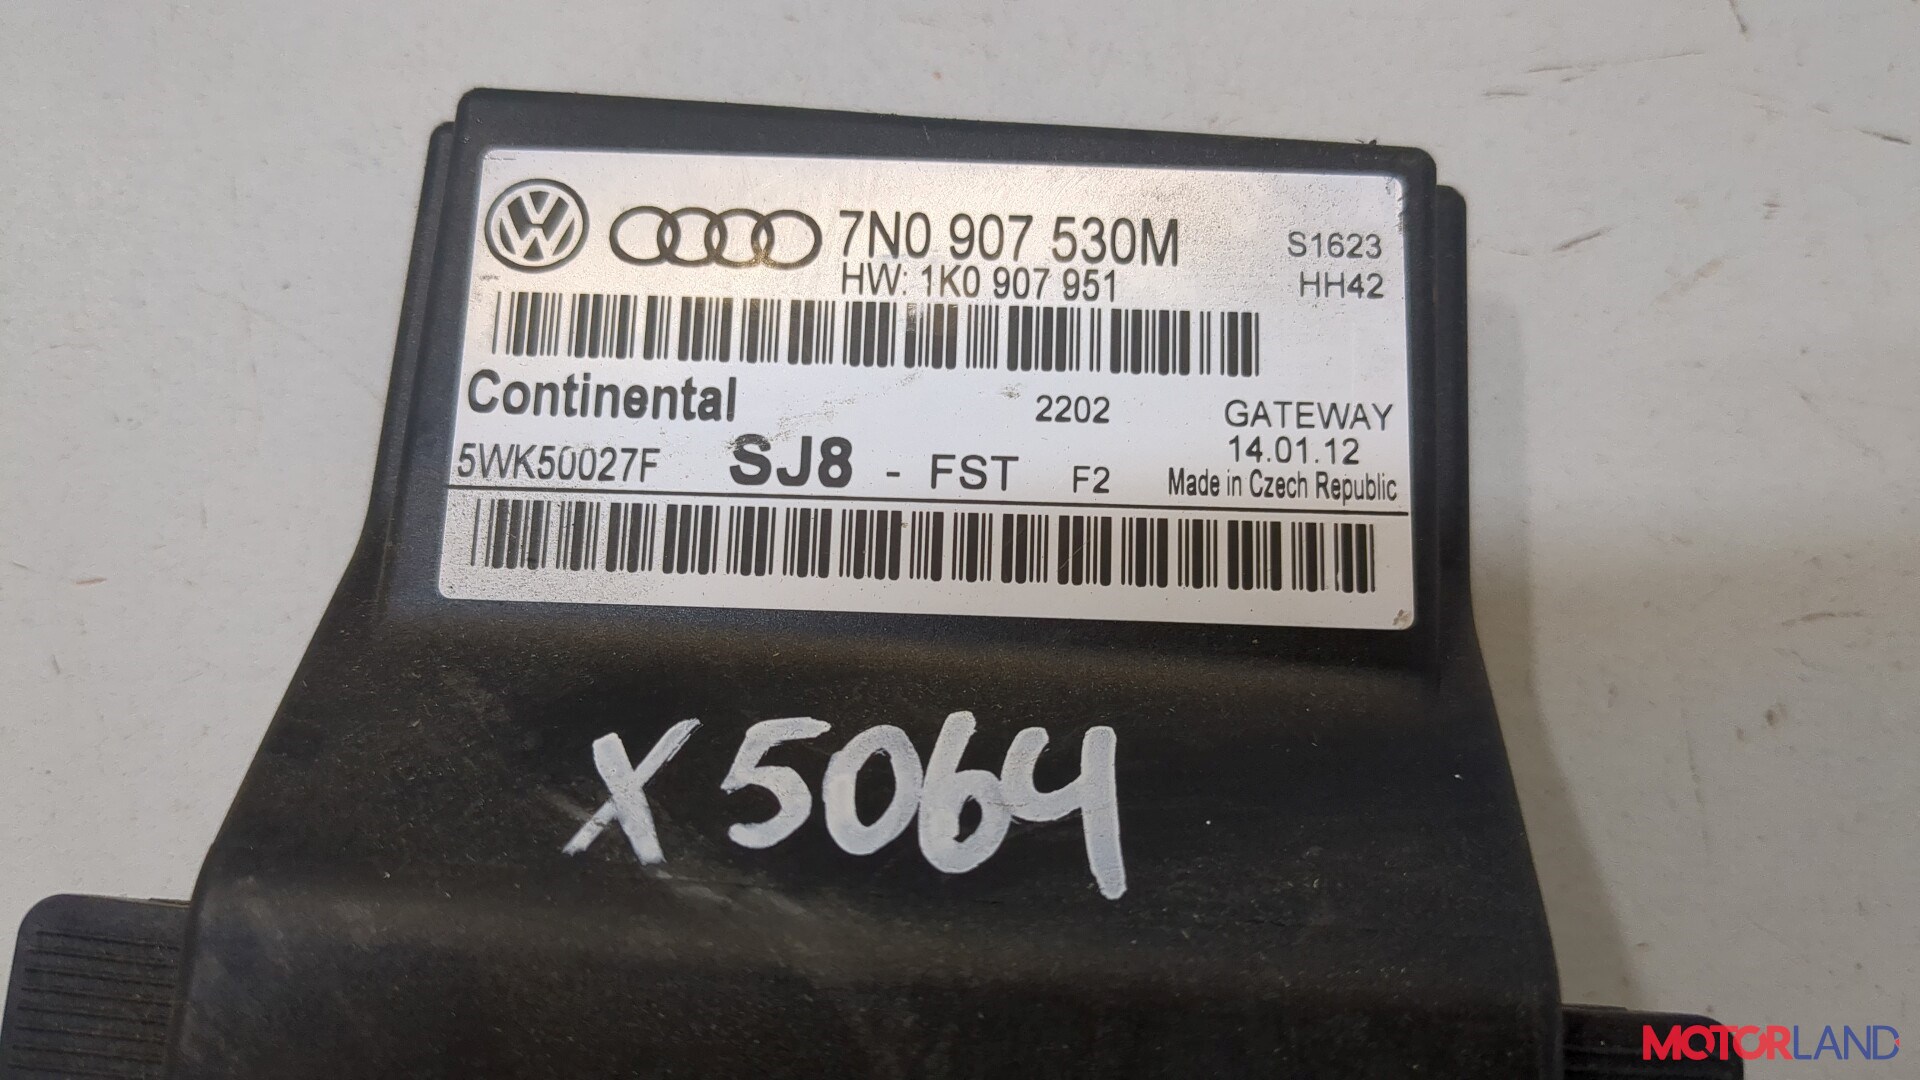 7N0 907 530M S1623
HW: 1K0 907 951 HH42
Continental 2202 GATEWAY
14.01.12
5WK50027F SJ8 - FST F2 Made in Czech Republic
X5064
MOTORLAND